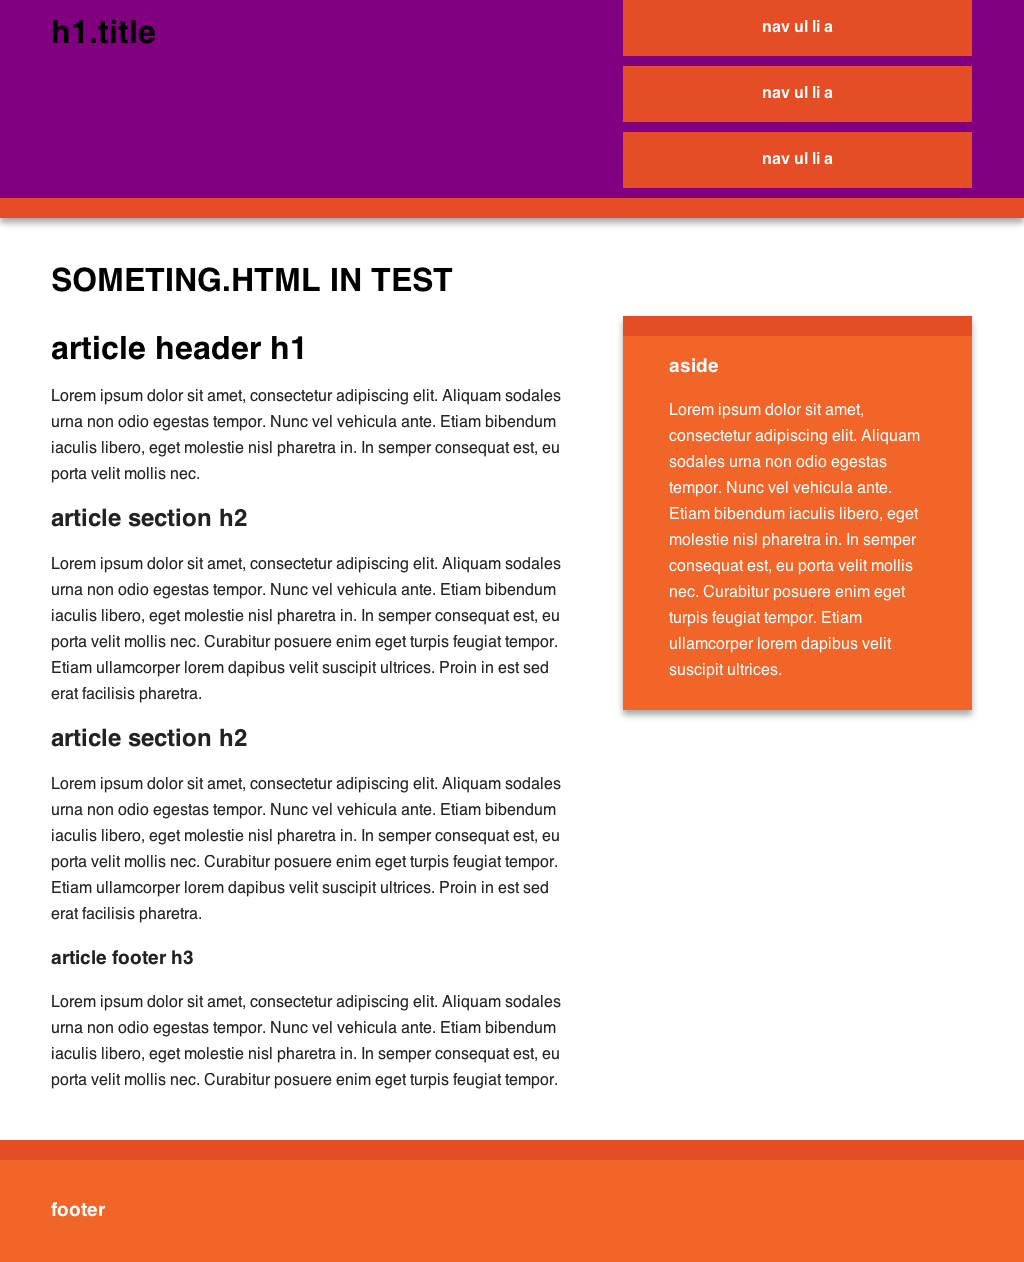 h1.title
nav ul li a
nav ul li a
nav ul li a
SOMETING.HTML IN TEST
article header h1
Lorem ipsum dolor sit amet, consectetur adipiscing elit. Aliquam sodales
urna non odio egestas tempor. Nunc vel vehicula ante. Etiam bibendum
iaculis libero, eget molestie nisl pharetra in. In semper consequat est, eu
porta velit mollis nec.
article section h2
Lorem ipsum dolor sit amet, consectetur adipiscing elit. Aliquam sodales
urna non odio egestas tempor. Nunc vel vehicula ante. Etiam bibendum
iaculis libero, eget molestie nisl pharetra in. In semper consequat est, eu
porta velit mollis nec. Curabitur posuere enim eget turpis feugiat tempor.
Etiam ullamcorper lorem dapibus velit suscipit ultrices. Proin in est sed
erat facilisis pharetra.
article section h2
Lorem ipsum dolor sit amet, consectetur adipiscing elit. Aliquam sodales
urna non odio egestas tempor. Nunc vel vehicula ante. Etiam bibendum
iaculis libero, eget molestie nisl pharetra in. In semper consequat est, eu
porta velit mollis nec. Curabitur posuere enim eget turpis feugiat tempor.
Etiam ullamcorper lorem dapibus velit suscipit ultrices. Proin in est sed
erat facilisis pharetra.
article footer h3
Lorem ipsum dolor sit amet, consectetur adipiscing elit. Aliquam sodales
urna non odio egestas tempor. Nunc vel vehicula ante. Etiam bibendum
iaculis libero, eget molestie nisl pharetra in. In semper consequat est, eu
porta velit mollis nec. Curabitur posuere enim eget turpis feugiat tempor.
aside
Lorem ipsum dolor sit amet,
consectetur adipiscing elit. Aliquam
sodales urna non odio egestas
tempor. Nunc vel vehicula ante.
Etiam bibendum iaculis libero, eget
molestie nisl pharetra in. In semper
consequat est, eu porta velit mollis
nec. Curabitur posuere enim eget
turpis feugiat tempor. Etiam
ullamcorper lorem dapibus velit
suscipit ultrices.
footer